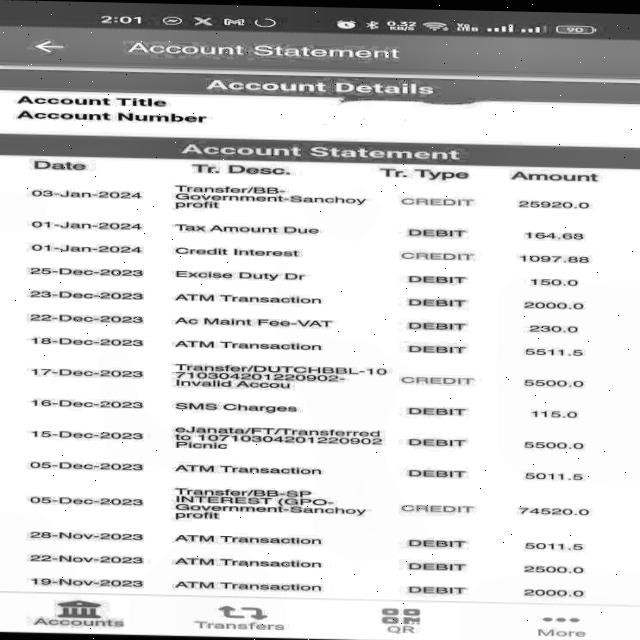 2:01 0.32 KB/S Vo LTE 90
Account Statement
Account Details
Account Title
Account Number
Account Statement
Date Tr. Desc. Tr. Type Amount
03-Jan-2024 Transfer/BB- CREDIT 25920.0
Government-Sanchoy
profit
01-Jan-2024 Tax Amount Due DEBIT 164.68
01-Jan-2024 Credit Interest CREDIT 1097.88
25-Dec-2023 Excise Duty Dr DEBIT 150.0
23-Dec-2023 ATM Transaction DEBIT 2000.0
22-Dec-2023 Ac Maint Fee-VAT DEBIT 230.0
18-Dec-2023 ATM Transaction DEBIT 5511.5
17-Dec-2023 Transfer/DUTCHBBL-10 CREDIT 5500.0
710304201220902-
Invalid Accou
16-Dec-2023 SMS Charges DEBIT 115.0
15-Dec-2023 eJanata/FT/Transferred DEBIT 5500.0
to 10710304201220902
Picnic
05-Dec-2023 ATM Transaction DEBIT 5011.5
05-Dec-2023 Transfer/BB-SP CREDIT 74520.0
INTEREST (GPO-
Government-Sanchoy
profit
28-Nov-2023 ATM Transaction DEBIT 5011.5
22-Nov-2023 ATM Transaction DEBIT 2500.0
19-Nov-2023 ATM Transaction DEBIT 2000.0
Accounts Transfers QR More